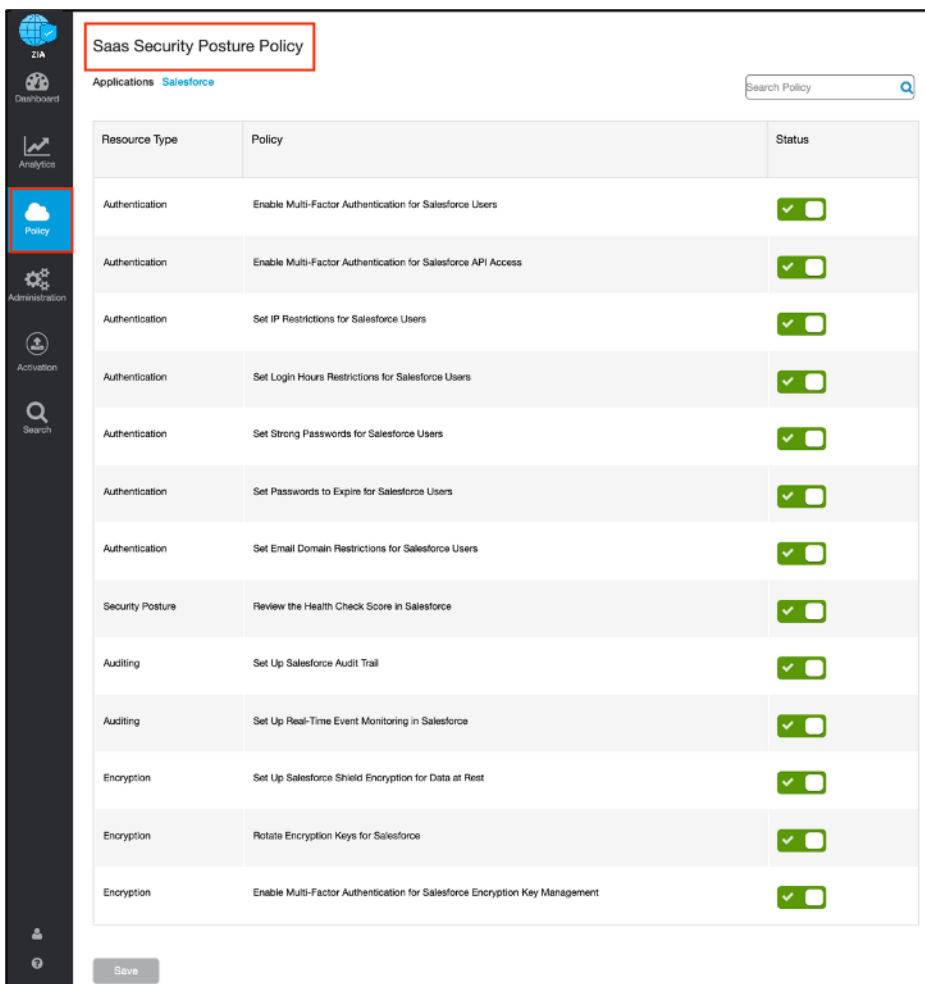 ZIA
Dashboard
Analytics
Policy
Administration
Activation
Search
Saas Security Posture Policy
Applications Salesforce
Search Policy
Resource Type Policy Status
Authentication Enable Multi-Factor Authentication for Salesforce Users
Authentication Enable Multi-Factor Authentication for Salesforce API Access
Authentication Set IP Restrictions for Salesforce Users
Authentication Set Login Hours Restrictions for Salesforce Users
Authentication Set Strong Passwords for Salesforce Users
Authentication Set Passwords to Expire for Salesforce Users
Authentication Set Email Domain Restrictions for Salesforce Users
Security Posture Review the Health Check Score in Salesforce
Auditing Set Up Salesforce Audit Trail
Auditing Set Up Real-Time Event Monitoring in Salesforce
Encryption Set Up Salesforce Shield Encryption for Data at Rest
Encryption Rotate Encryption Keys for Salesforce
Encryption Enable Multi-Factor Authentication for Salesforce Encryption Key Management
Save